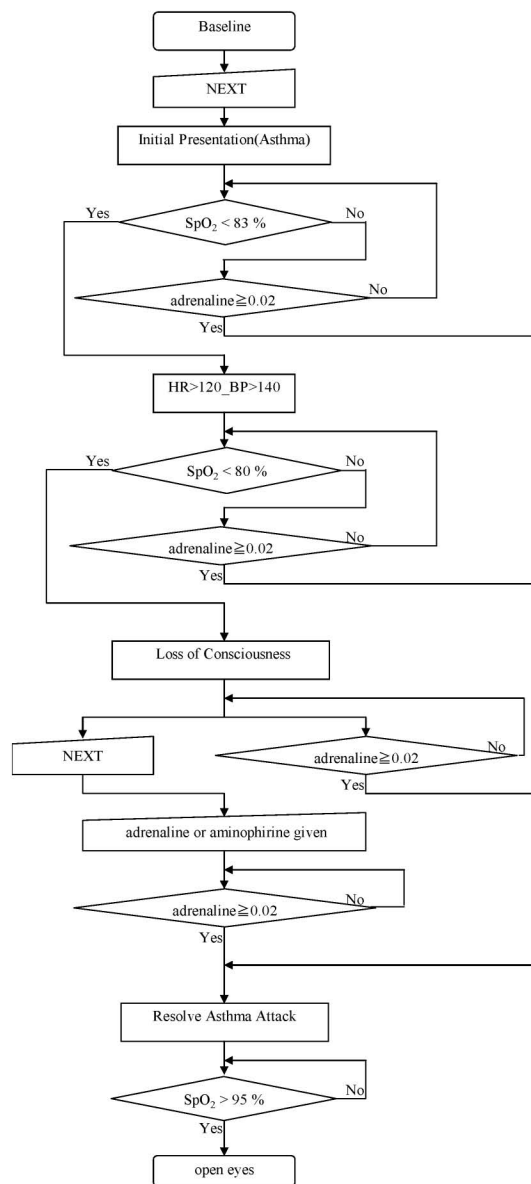 Baseline
NEXT
Initial Presentation(Asthma)
Yes
SpO₂ < 83 %
No
adrenaline≧0.02
No
Yes
HR>120_BP>140
Yes
SpO₂ < 80 %
No
adrenaline≧0.02
No
Yes
Loss of Consciousness
NEXT
adrenaline≧0.02
No
Yes
adrenaline or aminophirine given
adrenaline≧0.02
No
Yes
Resolve Asthma Attack
SpO₂ > 95 %
No
Yes
open eyes